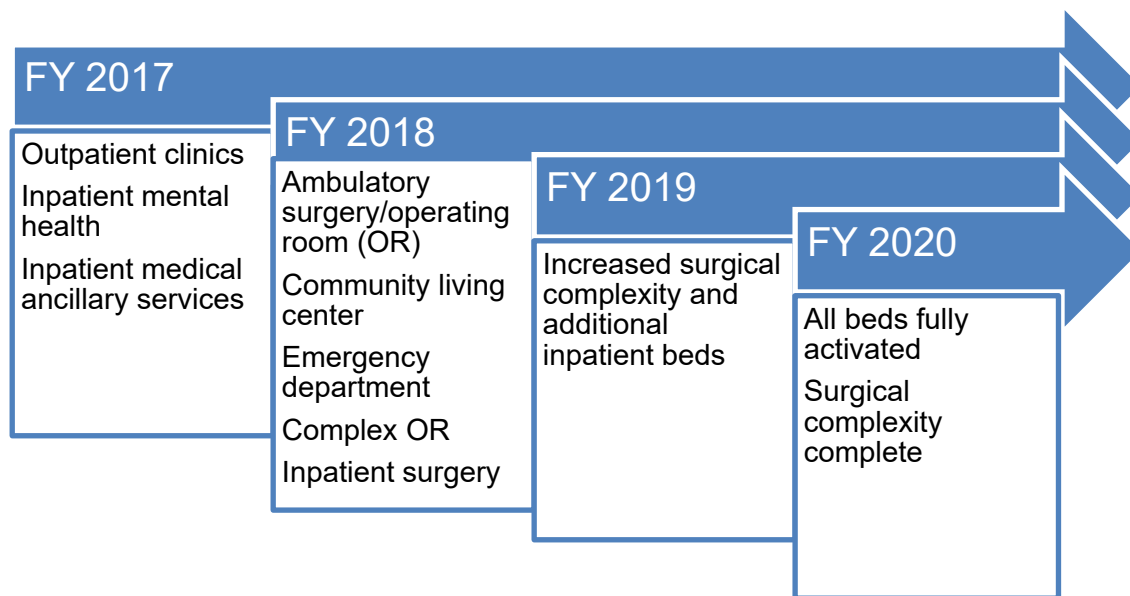 FY 2017
Outpatient clinics
Inpatient mental
health
Inpatient medical
ancillary services
FY 2018
Ambulatory
surgery/operating
room (OR)
Community living
center
Emergency
department
Complex OR
Inpatient surgery
FY 2019
Increased surgical
complexity and
additional
inpatient beds
FY 2020
All beds fully
activated
Surgical
complexity
complete